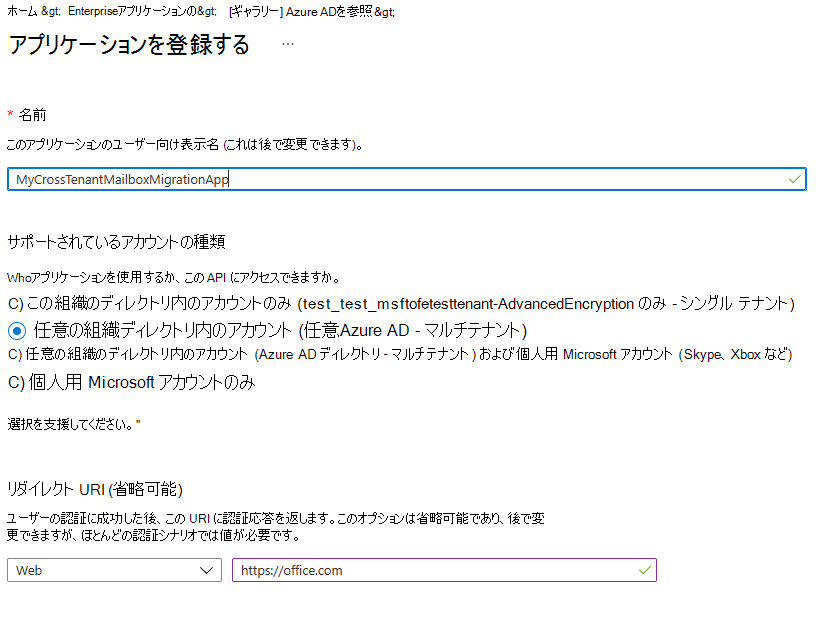 ホーム &gt; Enterpriseアプリケーションの&gt; [ギャラリー] Azure ADを参照&gt;
アプリケーションを登録する …
* 名前
このアプリケーションのユーザー向け表示名 (これは後で変更できます)。
MyCrossTenantMailboxMigrationApp
サポートされているアカウントの種類
Whoアプリケーションを使用するか、この API にアクセスできますか。
C) この組織のディレクトリ内のアカウントのみ (test_test_msftofetesttenant-AdvancedEncryption のみ - シングル テナント)
任意の組織ディレクトリ内のアカウント (任意Azure AD - マルチテナント)
C) 任意の組織のディレクトリ内のアカウント (Azure AD ディレクトリ - マルチテナント) および個人用 Microsoft アカウント (Skype、Xbox など)
C) 個人用 Microsoft アカウントのみ
選択を支援してください。"
リダイレクト URI (省略可能)
ユーザーの認証に成功した後、この URI に認証応答を返します。このオプションは省略可能であり、後で変
更できますが、ほとんどの認証シナリオでは値が必要です。
Web https://office.com